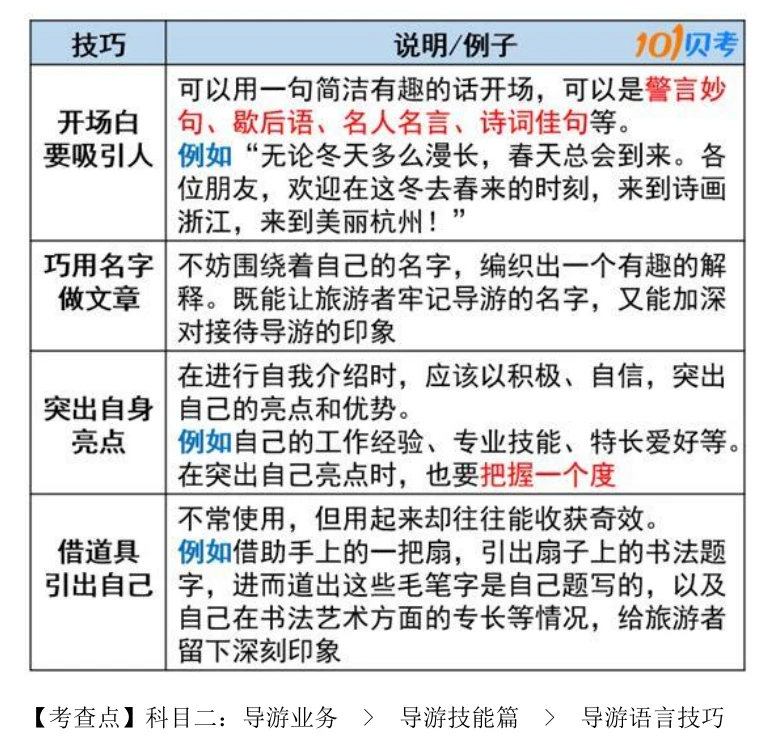 技巧 说明/例子 101贝考
开场白
要吸引人
可以用一句简洁有趣的话开场，可以是警言妙
句、歇后语、名人名言、诗词佳句等。
例如“无论冬天多么漫长，春天总会到来。各
位朋友，欢迎在这冬去春来的时刻，来到诗画
浙江，来到美丽杭州！”
巧用名字
做文章
不妨围绕着自己的名字，编织出一个有趣的解
释。既能让旅游者牢记导游的名字，又能加深
对接待导游的印象
突出自身
亮点
在进行自我介绍时，应该以积极、自信，突出
自己的亮点和优势。
例如自己的工作经验、专业技能、特长爱好等。
在突出自己亮点时，也要把握一个度
借道具
引出自己
不常使用，但用起来却往往能收获奇效。
例如借助手上的一把扇，引出扇子上的书法题
字，进而道出这些毛笔字是自己题写的，以及
自己在书法艺术方面的专长等情况，给旅游者
留下深刻印象
【考查点】科目二：导游业务 > 导游技能篇 > 导游语言技巧